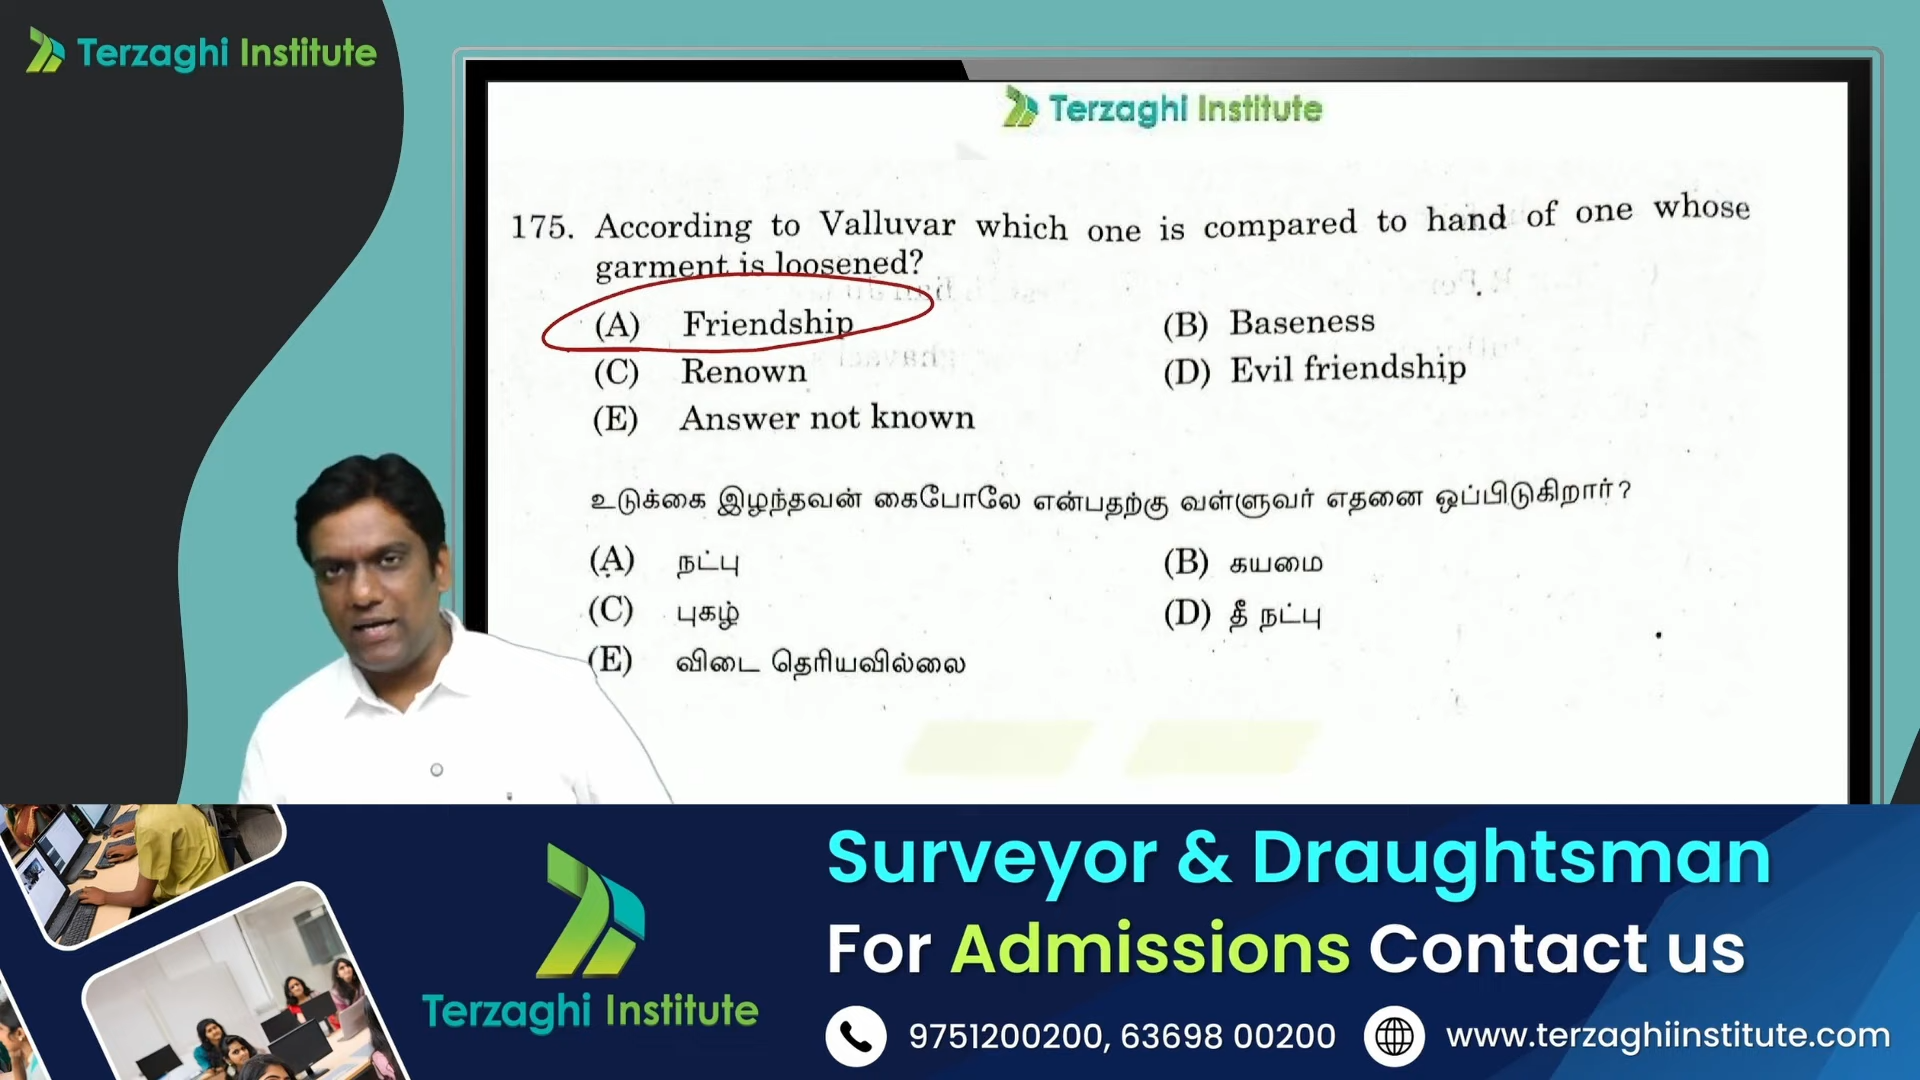 Terzaghi Institute
Terzaghi Institute
175. According to Valluvar which one is compared to hand of one whose
garment is loosened?
(A) Friendship (B) Baseness
(C) Renown (D) Evil friendship
(E) Answer not known
உடுக்கை இழந்தவன் கைபோலே என்பதற்கு வள்ளுவர் எதனை ஒப்பிடுகிறார்?
(A) நட்பு (B) கயமை
(C) புகழ் (D) தீ நட்பு
(E) விடை தெரியவில்லை
Surveyor & Draughtsman
For Admissions Contact us
Terzaghi Institute
9751200200, 63698 00200 www.terzaghiinstitute.com